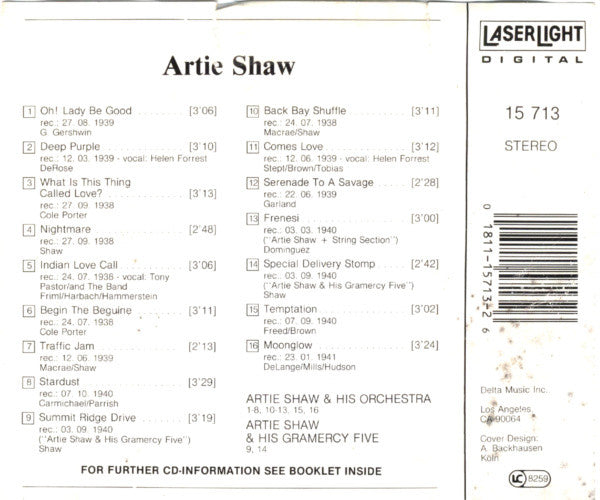 Artie Shaw
1 Oh! Lady Be Good ........ [3'06]
rec.: 27. 08. 1939
G. Gershwin
2 Deep Purple ........ [3'10]
rec.: 12. 03. 1939 - vocal: Helen Forrest
DeRose
3 What Is This Thing
Called Love? ........ [3'13]
rec.: 27. 09. 1938
Cole Porter
4 Nightmare ........ [2'48]
rec.: 27. 09. 1938
Shaw
5 Indian Love Call ........ [3'06]
rec.: 24. 07. 1938 - vocal: Tony
Pastor/and The Band
Friml/Harbach/Hammerstein
6 Begin The Beguine ........ [3'11]
rec.: 24. 07. 1938
Cole Porter
7 Traffic Jam ........ [2'13]
rec.: 12. 06. 1939
Macrae/Shaw
8 Stardust ........ [3'29]
rec.: 07. 10. 1940
Carmichael/Parrish
9 Summit Ridge Drive ........ [3'19]
rec.: 03. 09. 1940
(''Artie Shaw & His Gramercy Five'')
Shaw
10 Back Bay Shuffle ........ [3'11]
rec.: 24. 07. 1938
Macrae/Shaw
11 Comes Love ........ [3'12]
rec.: 12. 06. 1939 - vocal: Helen Forrest
Stept/Brown/Tobias
12 Serenade To A Savage ........ [2'28]
rec.: 22. 06. 1939
Garland
13 Frenesi ........ [3'00]
rec.: 03. 03. 1940
(''Artie Shaw + String Section'')
Dominguez
14 Special Delivery Stomp ........ [2'42]
rec.: 03. 09. 1940
(''Artie Shaw & His Gramercy Five'')
Shaw
15 Temptation ........ [3'02]
rec.: 07. 09. 1940
Freed/Brown
16 Moonglow ........ [3'24]
rec.: 23. 01. 1941
DeLange/Mills/Hudson
ARTIE SHAW & HIS ORCHESTRA
1-8, 10-13, 15, 16
ARTIE SHAW
& HIS GRAMERCY FIVE
9, 14
FOR FURTHER CD-INFORMATION SEE BOOKLET INSIDE
LASERLIGHT
DIGITAL
15 713
STEREO
0 1811-15713-2 6
Delta Music Inc.
Los Angeles
CA 90064
Cover Design:
A. Backhausen
Köln
LC 8259